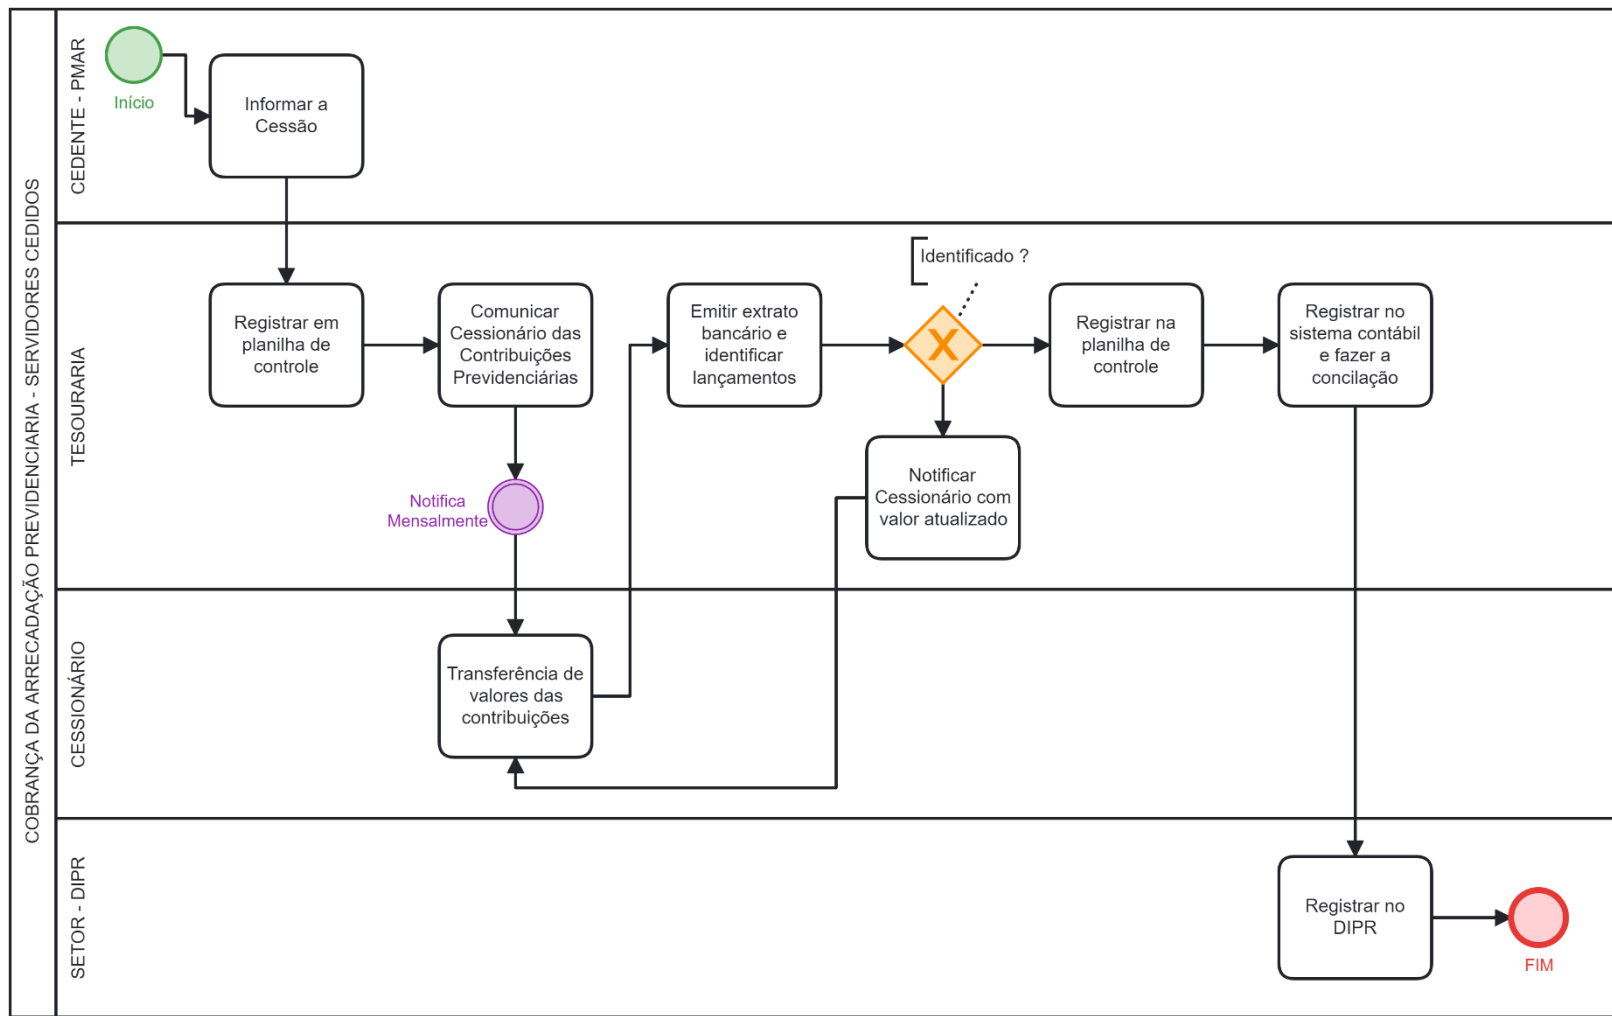 COBRANÇA DA ARRECADAÇÃO PREVIDENCIARIA - SERVIDORES CEDIDOS
CEDENTE - PMAR
Início
Informar a
Cessão
TESOURARIA
Registrar em
planilha de
controle
Comunicar
Cessionário das
Contribuições
Previdenciárias
Notifica
Mensalmente
Emitir extrato
bancário e
identificar
lançamentos
Identificado ?
X
Notificar
Cessionário com
valor atualizado
Registrar na
planilha de
controle
Registrar no
sistema contábil
e fazer a
concilação
CESSIONÁRIO
Transferência de
valores das
contribuições
SETOR - DIPR
Registrar no
DIPR
FIM